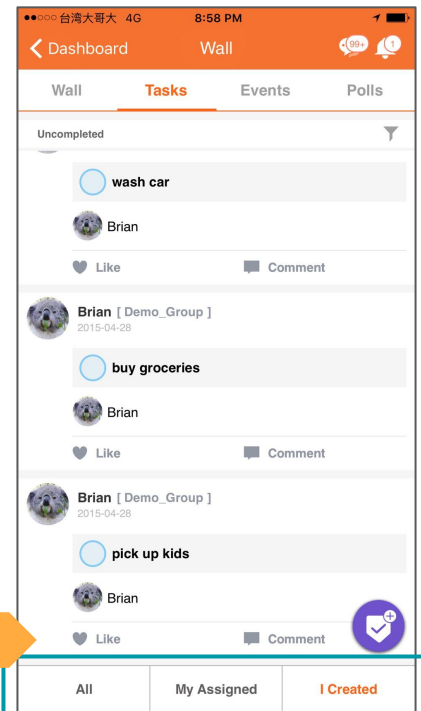 台湾大哥大 4G 8:58 PM
Dashboard Wall 99+ 1
Wall Tasks Events Polls
Uncompleted
wash car
Brian
Like Comment
Brian [ Demo_Group ]
2015-04-28
buy groceries
Brian
Like Comment
Brian [ Demo_Group ]
2015-04-28
pick up kids
Brian
Like Comment
All My Assigned I Created